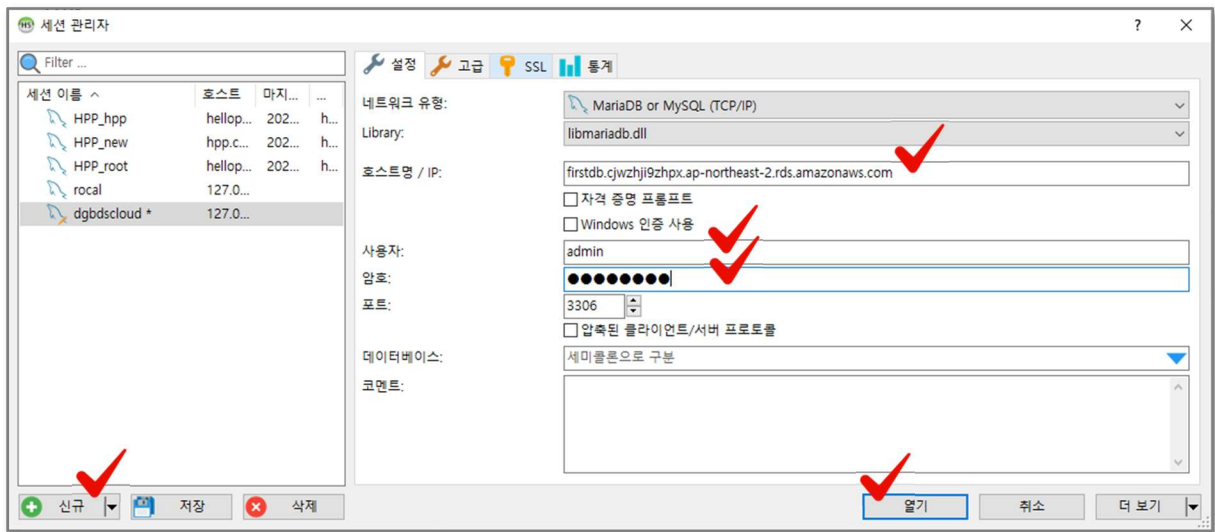 HS 세션 관리자 ? ×
Filter ...
설정 고급 SSL 통계
세션 이름 호스트 마지... ...
HPP_hpp hellop... 202... h...
HPP_new hpp.c... 202... h...
HPP_root hellop... 202... h...
rocal 127.0...
dgbdscloud * 127.0...
네트워크 유형: MariaDB or MySQL (TCP/IP)
Library: libmariadb.dll
호스트명 / IP: firstdb.cjwzhji9zhpx.ap-northeast-2.rds.amazonaws.com
자격 증명 프롬프트
Windows 인증 사용
사용자: admin
암호: ●●●●●●●●
포트: 3306
압축된 클라이언트/서버 프로토콜
데이터베이스: 세미콜론으로 구분
코멘트:
신규 저장 삭제 열기 취소 더 보기